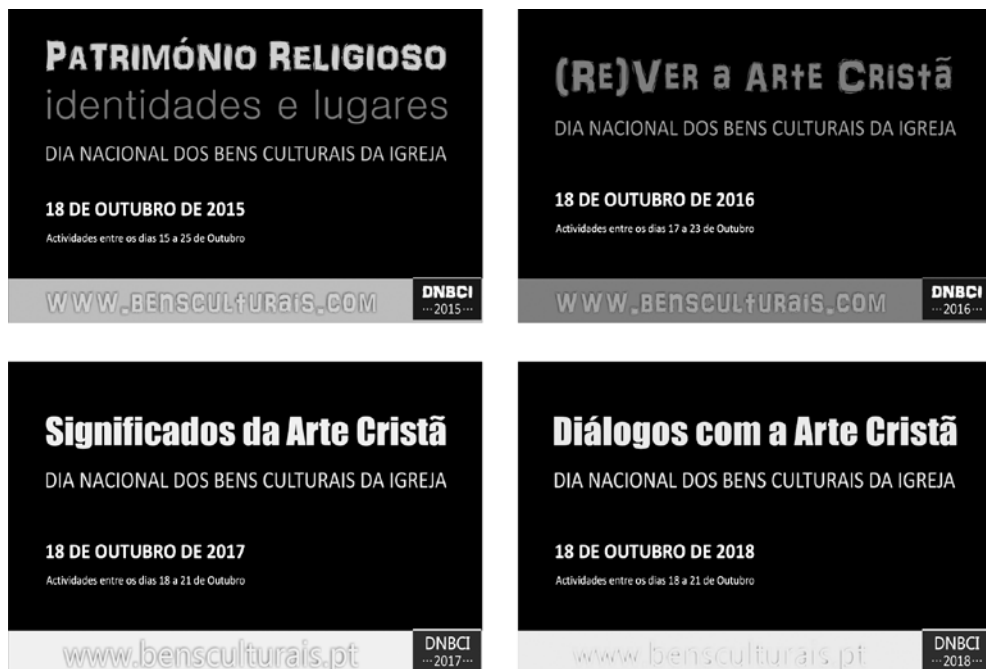 PATRIMÓNIO RELIGIOSO
identidades e lugares
DIA NACIONAL DOS BENS CULTURAIS DA IGREJA
18 DE OUTUBRO DE 2015
Actividades entre os dias 15 a 25 de Outubro
WWW.BENSCULTURAIS.COM
DNBCI
···2015···
(RE)VER a ARTE CRISTã
DIA NACIONAL DOS BENS CULTURAIS DA IGREJA
18 DE OUTUBRO DE 2016
Actividades entre os dias 17 a 23 de Outubro
WWW.BENSCULTURAIS.COM
DNBCI
···2016···
Significados da Arte Cristã
DIA NACIONAL DOS BENS CULTURAIS DA IGREJA
18 DE OUTUBRO DE 2017
Actividades entre os dias 18 a 21 de Outubro
www.bensculturais.pt
DNBCI
···2017···
Diálogos com a Arte Cristã
DIA NACIONAL DOS BENS CULTURAIS DA IGREJA
18 DE OUTUBRO DE 2018
Actividades entre os dias 18 a 21 de Outubro
www.bensculturais.pt
DNBCI
···2018···